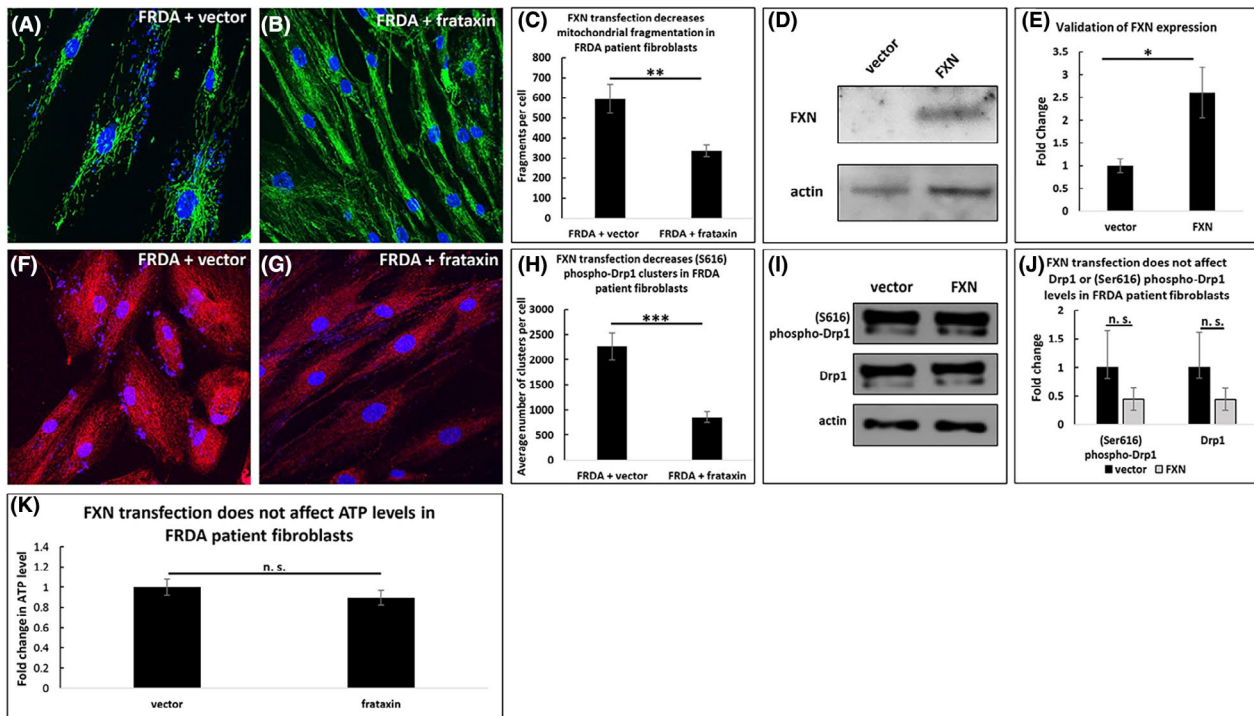 (A)
FRDA + vector
(B)
FRDA + frataxin
(C)
FXN transfection decreases
mitochondrial fragmentation in
FRDA patient fibroblasts
Fragments per cell
800
700
600
500
400
300
200
100
0
**
FRDA + vector
FRDA + frataxin
(D)
vector
FXN
FXN
actin
(E)
Validation of FXN expression
Fold Change
3.5
3
2.5
2
1.5
1
0.5
0
*
vector
FXN
(F)
FRDA + vector
(G)
FRDA + frataxin
(H)
FXN transfection decreases (S616)
phospho-Drp1 clusters in FRDA
patient fibroblasts
Average number of clusters per cell
3000
2500
2000
1500
1000
500
0
***
FRDA + vector
FRDA + frataxin
(I)
vector
FXN
(S616)
phospho-Drp1
Drp1
actin
(J)
FXN transfection does not affect
Drp1 or (Ser616) phospho-Drp1
levels in FRDA patient fibroblasts
Fold change
2
1.5
1
0.5
0
n. s.
n. s.
(Ser616)
phospho-Drp1
Drp1
vector
FXN
(K)
FXN transfection does not affect ATP levels in
FRDA patient fibroblasts
Fold change in ATP level
1.4
1.2
1
0.8
0.6
0.4
0.2
0
n. s.
vector
frataxin